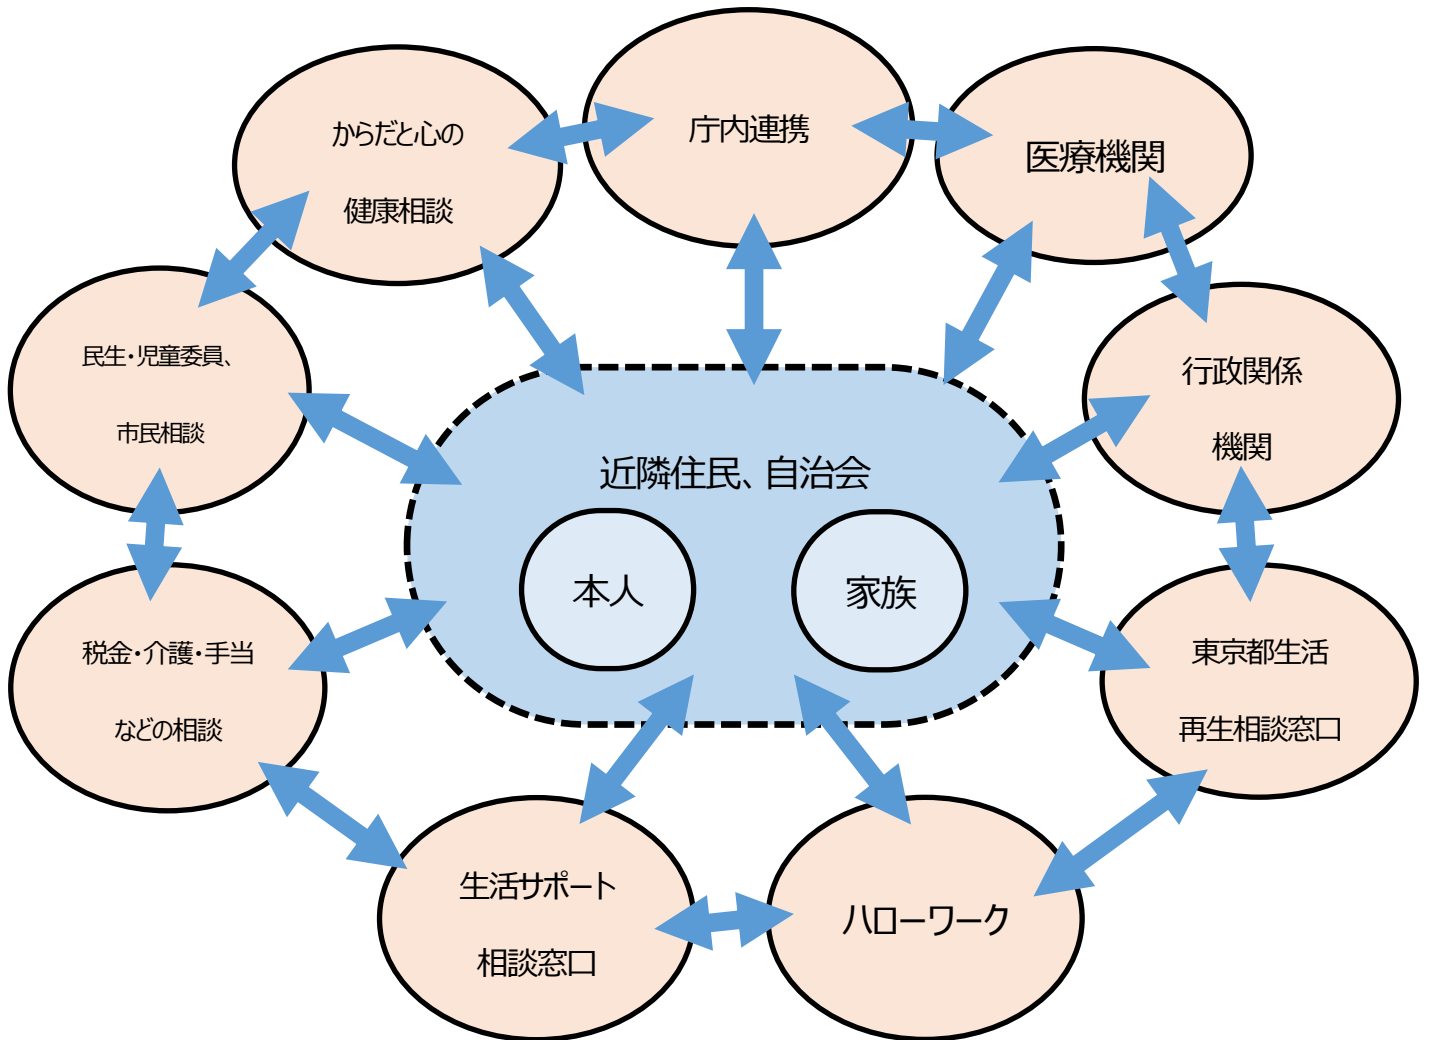 庁内連携
からだと心の
健康相談
医療機関
民生・児童委員、
市民相談
行政関係
機関
近隣住民、自治会
本人
家族
税金・介護・手当
などの相談
東京都生活
再生相談窓口
生活サポート
相談窓口
ハローワーク